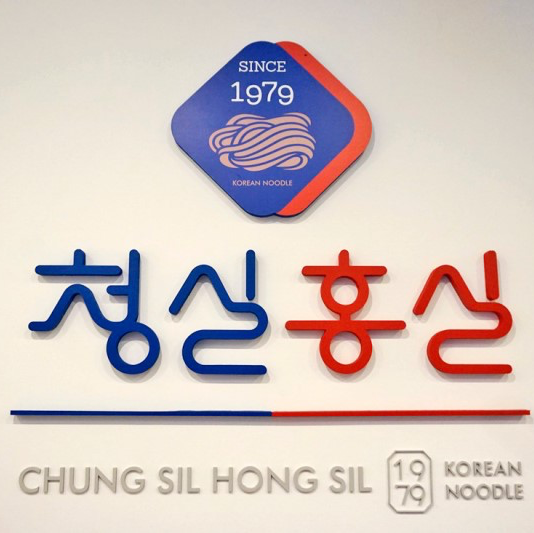 SINCE
1979
KOREAN NOODLE
청실홍실
CHUNG SIL HONG SIL
19
79
KOREAN
NOODLE